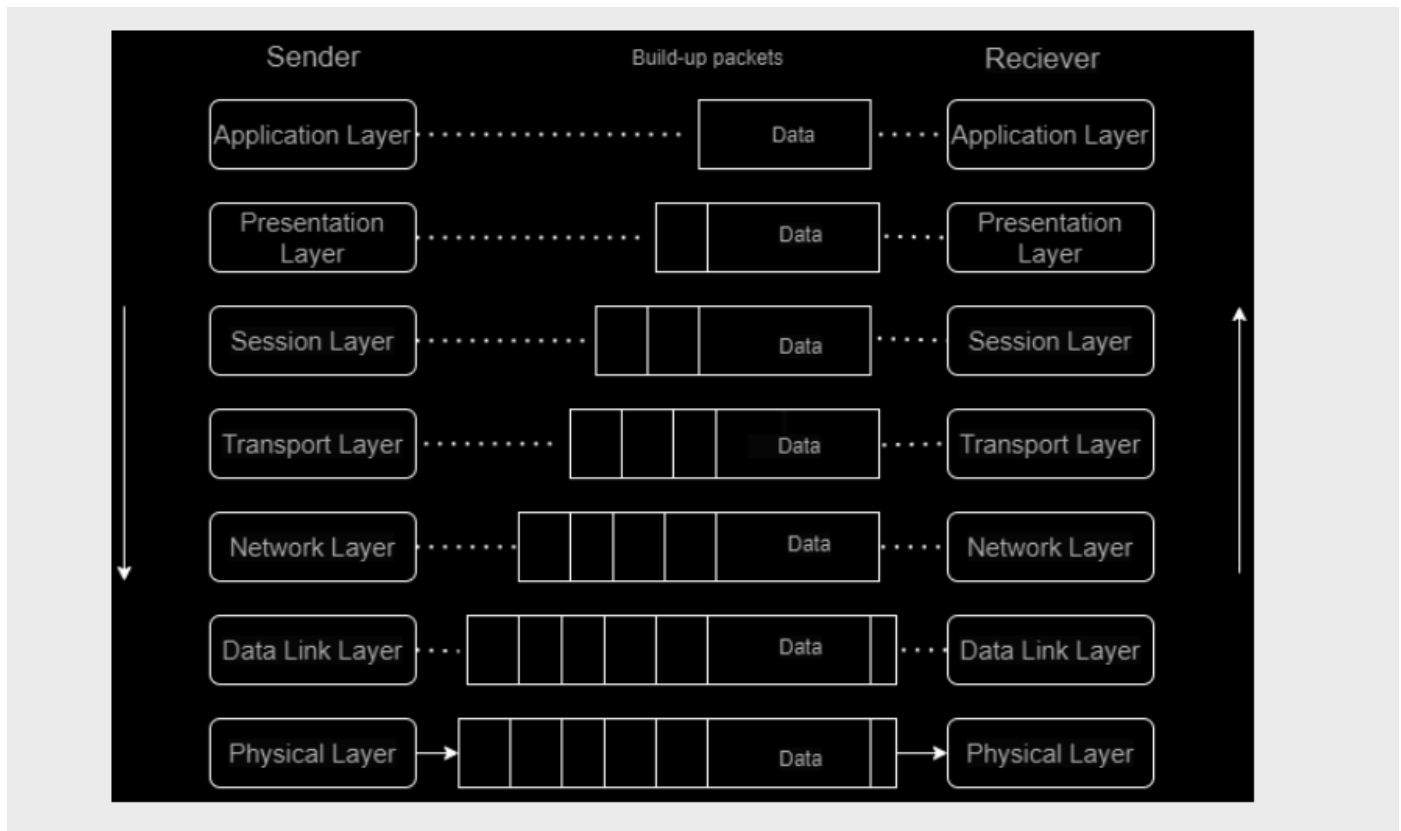 Sender Build-up packets Reciever
Application Layer Data Application Layer
Presentation Layer Data Presentation Layer
Session Layer Data Session Layer
Transport Layer Data Transport Layer
Network Layer Data Network Layer
Data Link Layer Data Data Link Layer
Physical Layer Data Physical Layer